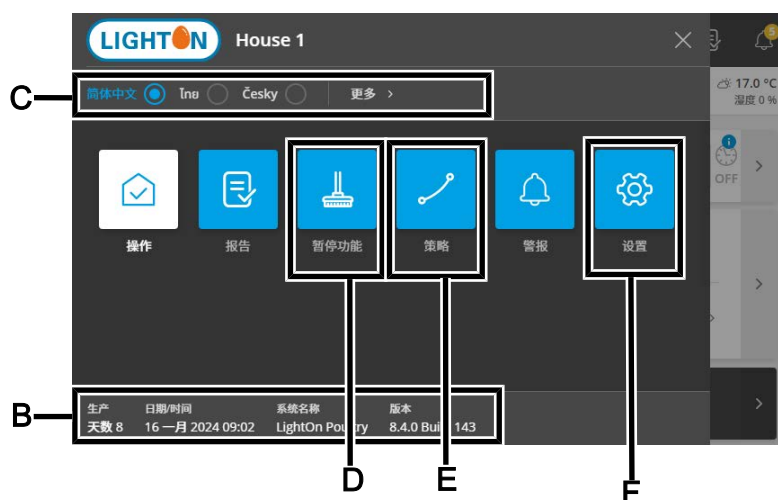 LIGHTON House 1
5
C
简体中文 ไทย Česky 更多 >
17.0 °C
湿度 0 %
OFF
操作 报告 暂停功能 策略 警报 设置
B
生产 日期/时间 系统名称 版本
天数 8 16 一月 2024 09:02 LightOn Poultry 8.4.0 Build 143
D E F